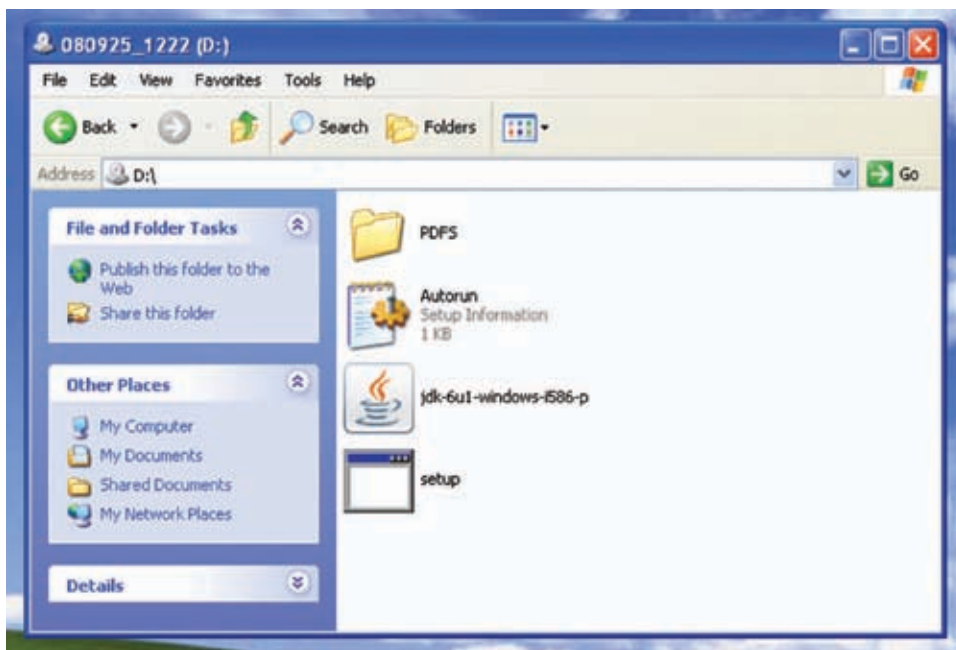 080925_1222 (D:)
File Edit View Favorites Tools Help
Back Search Folders
Address D:\ Go
File and Folder Tasks
Publish this folder to the
Web
Share this folder
Other Places
My Computer
My Documents
Shared Documents
My Network Places
Details
PDFS
Autorun
Setup Information
1 KB
jdk-6u1-windows-i586-p
setup